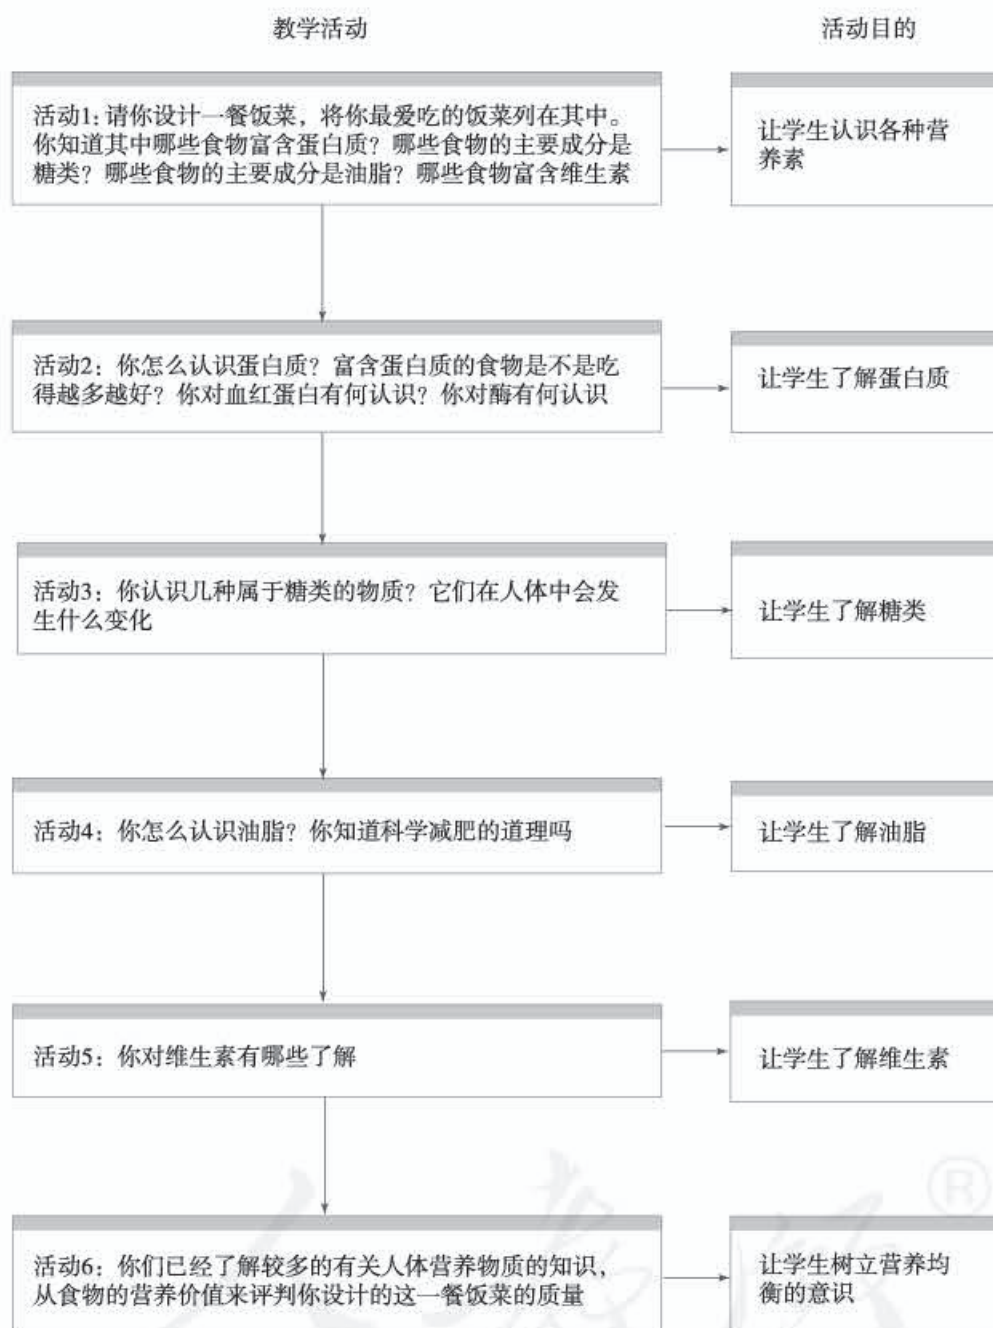 教学活动
活动目的
活动1：请你设计一餐饭菜，将你最爱吃的饭菜列在其中。
你知道其中哪些食物富含蛋白质？哪些食物的主要成分是
糖类？哪些食物的主要成分是油脂？哪些食物富含维生素
让学生认识各种营
养素
活动2：你怎么认识蛋白质？富含蛋白质的食物是不是吃
得越多越好？你对血红蛋白有何认识？你对酶有何认识
让学生了解蛋白质
活动3：你认识几种属于糖类的物质？它们在人体中会发
生什么变化
让学生了解糖类
活动4：你怎么认识油脂？你知道科学减肥的道理吗
让学生了解油脂
活动5：你对维生素有哪些了解
让学生了解维生素
活动6：你们已经了解较多的有关人体营养物质的知识，
从食物的营养价值来评判你设计的这一餐饭菜的质量
让学生树立营养均
衡的意识
®